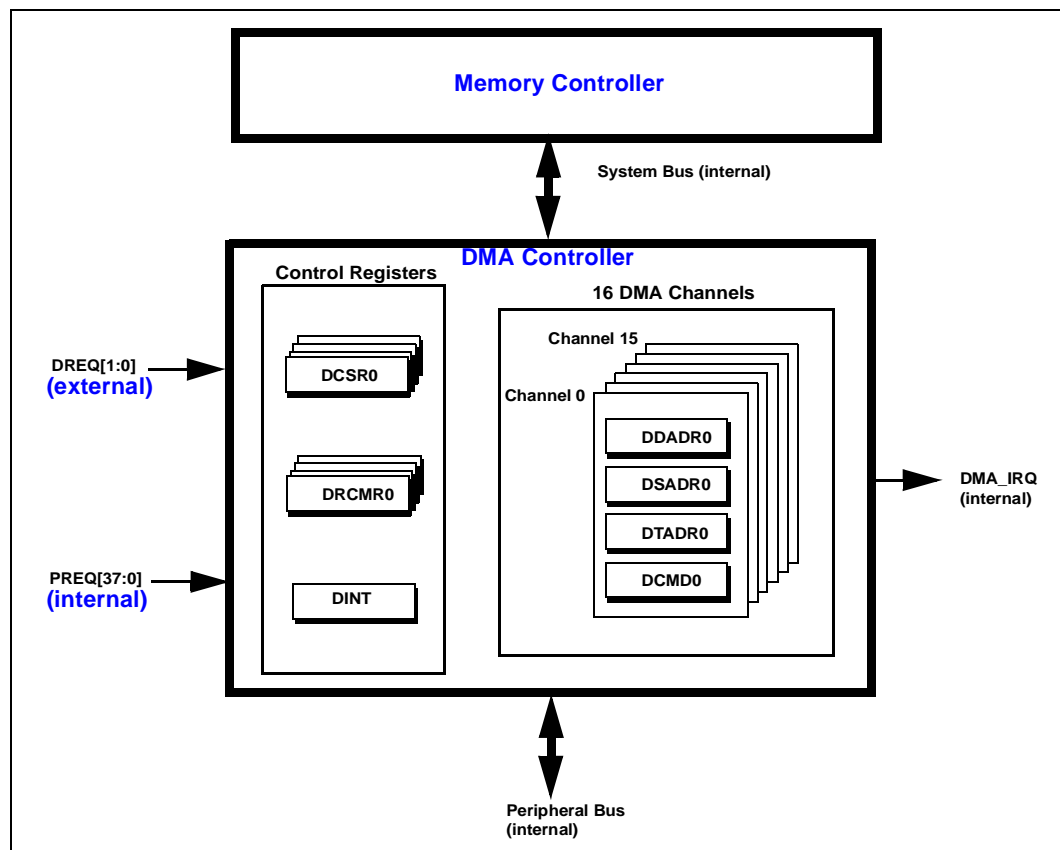 Memory Controller
System Bus (internal)
DMA Controller
Control Registers
16 DMA Channels
Channel 15
DREQ[1:0]
(external)
DCSR0
Channel 0
DDADR0
DRCMR0
DSADR0
DMA_IRQ
(internal)
DTADR0
PREQ[37:0]
(internal)
DCMD0
DINT
Peripheral Bus
(internal)